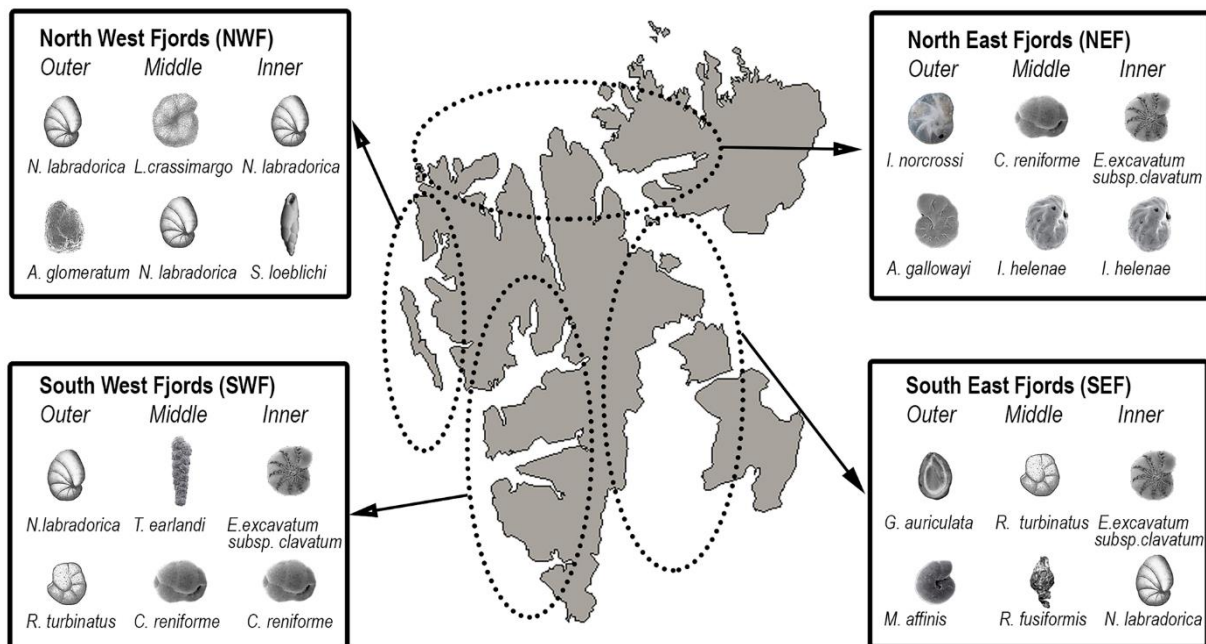 North West Fjords (NWF)
Outer Middle Inner
N. labradorica L.crassimargo N. labradorica
A. glomeratum N. labradorica S. loeblichi
North East Fjords (NEF)
Outer Middle Inner
I. norcrossi C. reniforme E.excavatum
subsp.clavatum
A. gallowayi I. helenae I. helenae
South West Fjords (SWF)
Outer Middle Inner
N.labradorica T. earlandi E.excavatum
subsp. clavatum
R. turbinatus C. reniforme C. reniforme
South East Fjords (SEF)
Outer Middle Inner
G. auriculata R. turbinatus E.excavatum
subsp.clavatum
M. affinis R. fusiformis N. labradorica